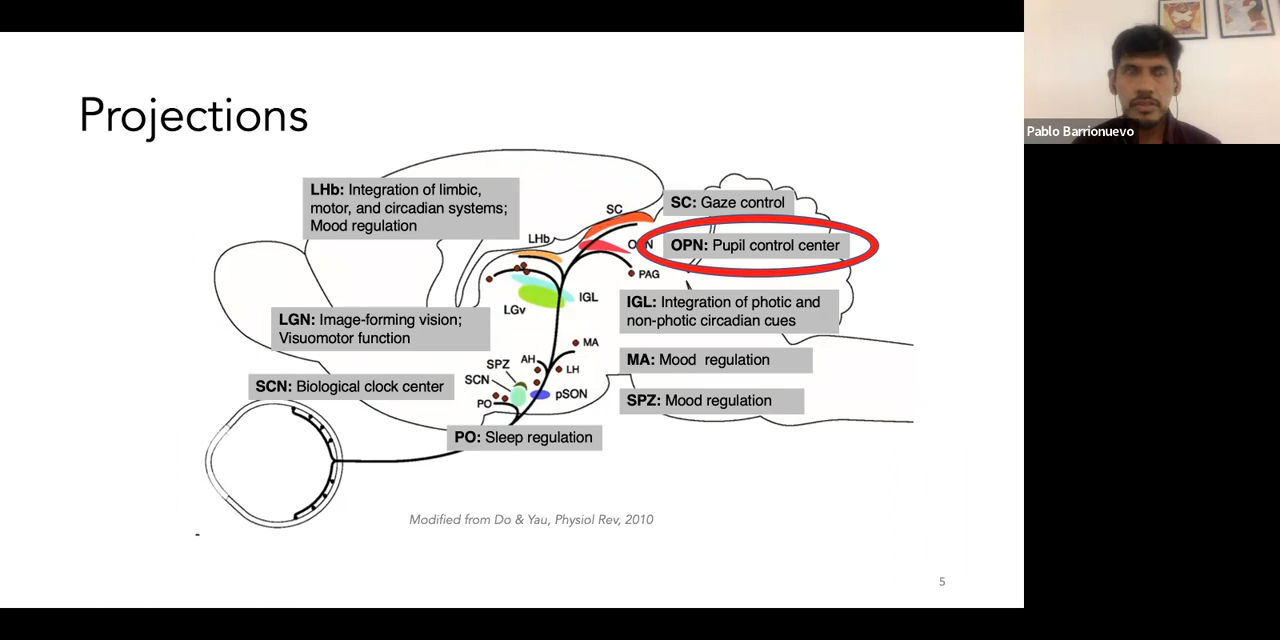 Projections
LHb: Integration of limbic,
motor, and circadian systems;
Mood regulation
SC
SC: Gaze control
LHb
OPN: Pupil control center
PAG
IGL
LGv
IGL: Integration of photic and
non-photic circadian cues
LGN: Image-forming vision;
Visuomotor function
MA
AH
LH
MA: Mood regulation
SPZ
SCN
SCN: Biological clock center
pSON
PO
SPZ: Mood regulation
PO: Sleep regulation
Modified from Do & Yau, Physiol Rev, 2010
5
Pablo Barrionuevo